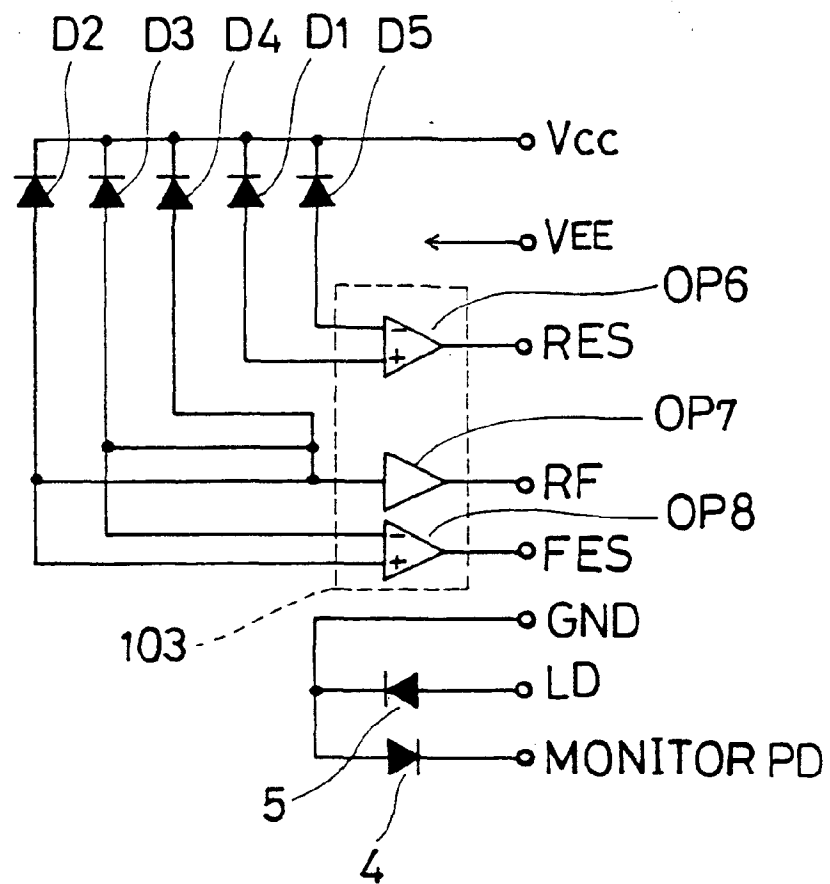 D2 D3 D4 D1 D5
Vcc
VEE
OP6
- +
RES
OP7
RF
OP8
- +
FES
103
GND
LD
MONITOR PD
5
4